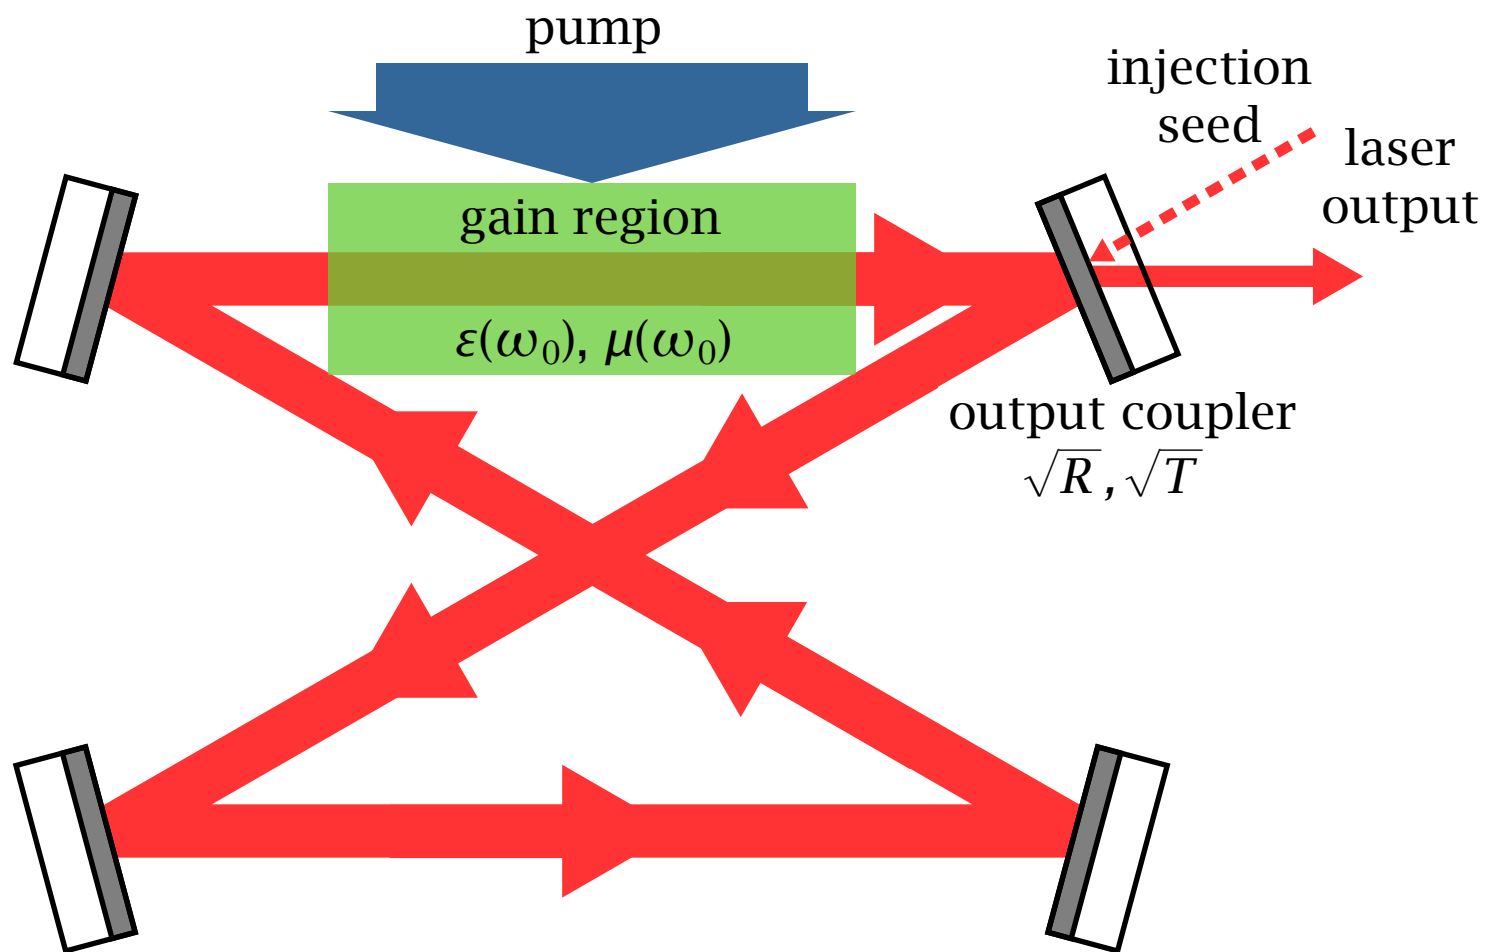 pump
injection
seed
laser
output
gain region
ε(ω₀), μ(ω₀)
output coupler
√R, √T